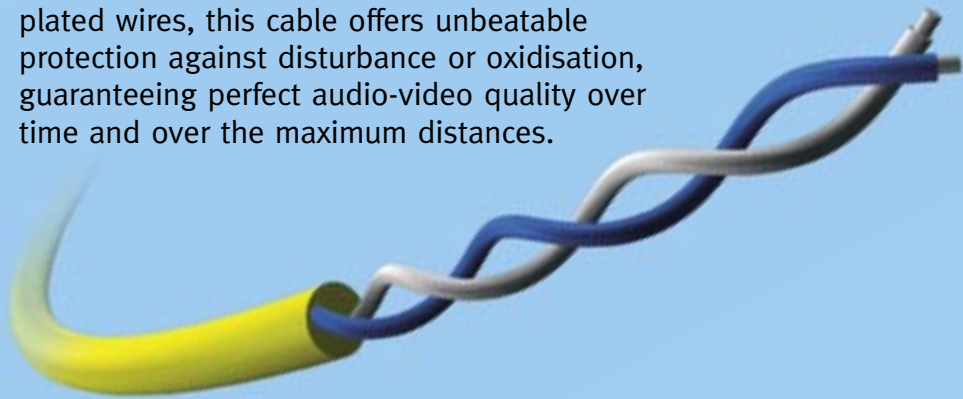 plated wires, this cable offers unbeatable
protection against disturbance or oxidisation,
guaranteeing perfect audio-video quality over
time and over the maximum distances.